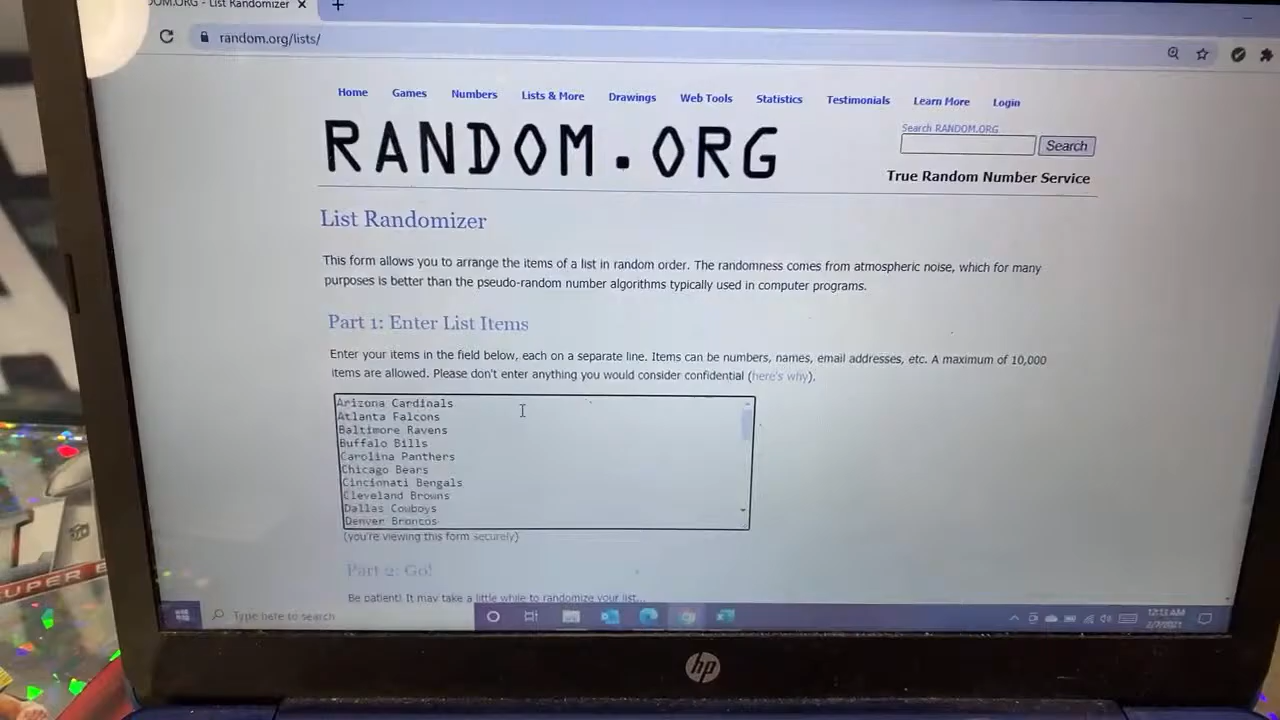 DOM.ORG - List Randomizer
random.org/lists/
Home Games Numbers Lists & More Drawings Web Tools Statistics Testimonials Learn More Login
RANDOM.ORG
Search RANDOM.ORG
Search
True Random Number Service
List Randomizer
This form allows you to arrange the items of a list in random order. The randomness comes from atmospheric noise, which for many
purposes is better than the pseudo-random number algorithms typically used in computer programs.
Part 1: Enter List Items
Enter your items in the field below, each on a separate line. Items can be numbers, names, email addresses, etc. A maximum of 10,000
items are allowed. Please don't enter anything you would consider confidential (here's why).
Arizona Cardinals
Atlanta Falcons
Baltimore Ravens
Buffalo Bills
Carolina Panthers
Chicago Bears
Cincinnati Bengals
Cleveland Browns
Dallas Cowboys
Denver Broncos
(you're viewing this form securely)
Part 2: Go!
Be patient! It may take a little while to randomize your list...
Type here to search
12:13 AM
2/7/2021
hp
UPER B